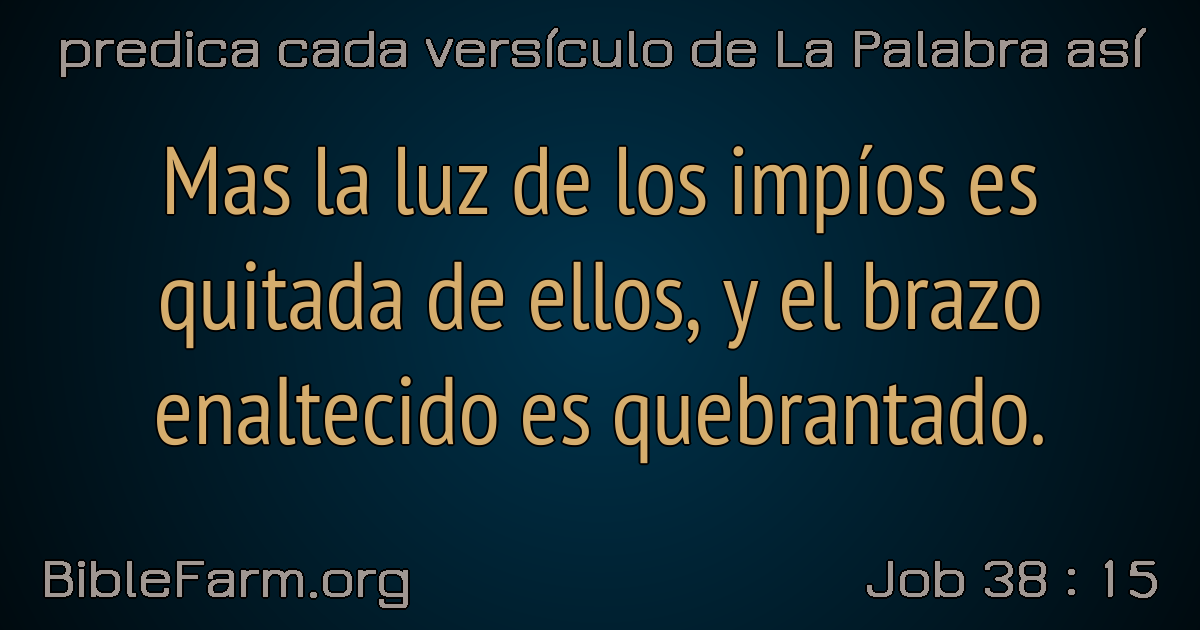 predica cada versículo de La Palabra así
Mas la luz de los impíos es
quitada de ellos, y el brazo
enaltecido es quebrantado.
BibleFarm.org
Job 38 : 15